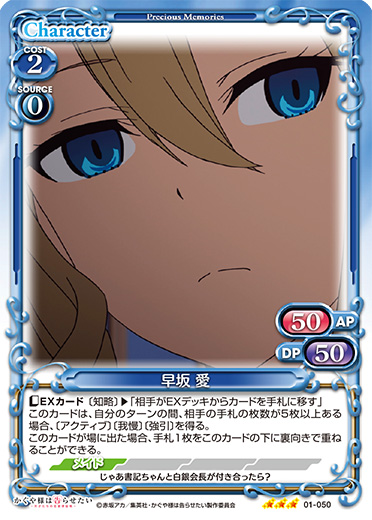 Precious Memories
Character
COST
2
SOURCE
0
50 AP
DP 50
早坂 愛
EXカード〔知略〕▶「相手がEXデッキからカードを手札に移す」
このカードは、自分のターンの間、相手の手札の枚数が5枚以上ある
場合、［アクティブ］［我慢］〔強引〕を得る。
このカードが場に出た場合、手札1枚をこのカードの下に裏向きで重ね
ることができる。
メイド
じゃあ書記ちゃんと白銀会長が付き合ったら？
かぐや様は告らせたい
©赤坂アカ／集英社・かぐや様は告らせたい製作委員会
★★★ 01-050